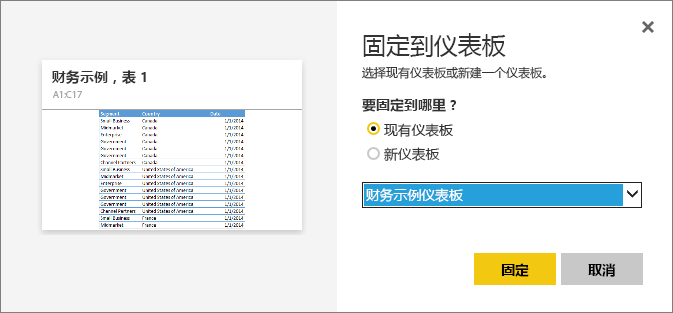 财务示例，表 1
A1:C17
Segment Country Date
Small Business Canada 1/1/2014
Midmarket Canada 1/1/2014
Enterprise Canada 1/1/2014
Government Canada 1/1/2014
Government Canada 1/1/2014
Government Canada 1/1/2014
Channel Partners Canada 1/1/2014
Small Business United States of America 1/1/2014
Midmarket United States of America 1/1/2014
Enterprise United States of America 1/1/2014
Government United States of America 1/1/2014
Government United States of America 1/1/2014
Government United States of America 1/1/2014
Channel Partners United States of America 1/1/2014
Small Business France 1/1/2014
Midmarket France 1/1/2014
固定到仪表板
选择现有仪表板或新建一个仪表板。
要固定到哪里？
现有仪表板
新仪表板
财务示例仪表板
固定 取消